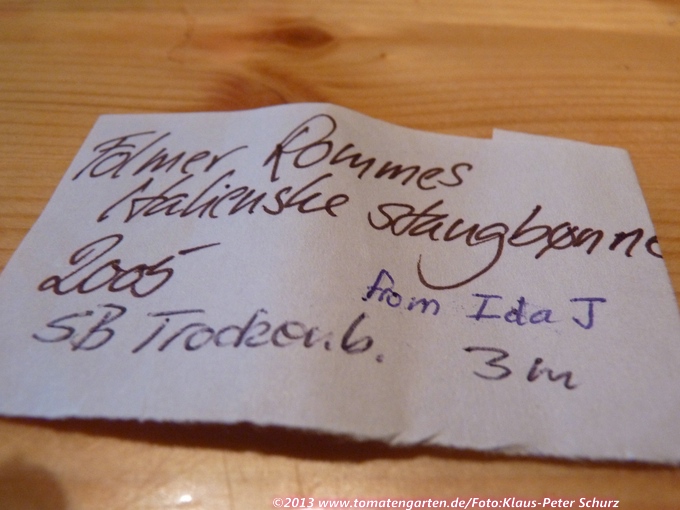 Folmer Rommes
Italienske stangbønne
2005
from Ida J
SB Trockenb. 3m
©2013 www.tomatengarten.de/Foto:Klaus-Peter Schurz